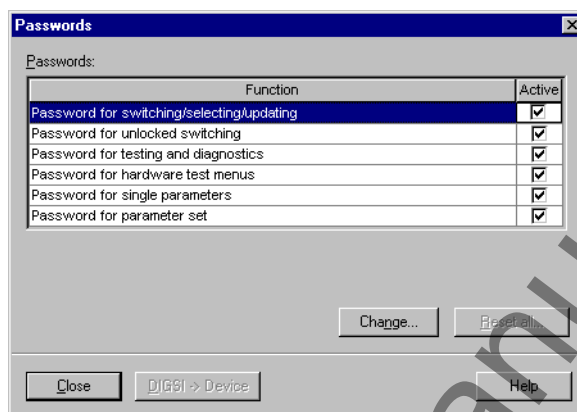 Passwords
Passwords:
Function Active
Password for switching/selecting/updating
Password for unlocked switching
Password for testing and diagnostics
Password for hardware test menus
Password for single parameters
Password for parameter set
Change... Reset all...
Close DIGSI -> Device Help